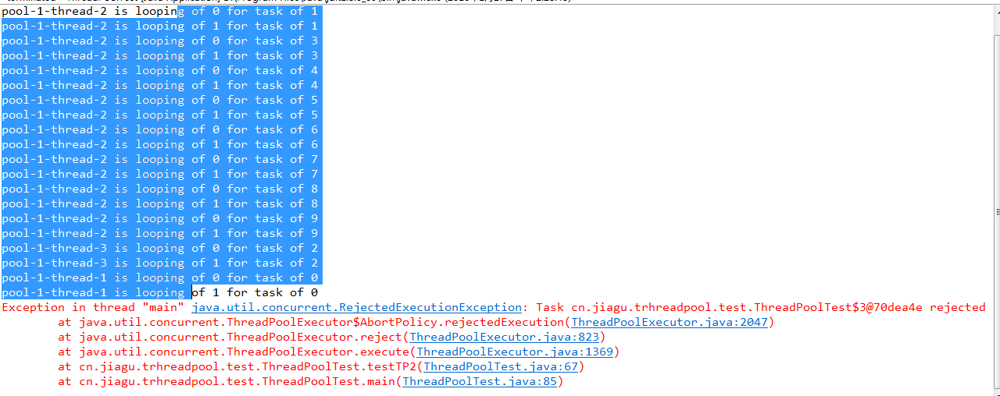 pool-1-thread-2 is looping of 0 for task of 1
pool-1-thread-2 is looping of 1 for task of 1
pool-1-thread-2 is looping of 0 for task of 3
pool-1-thread-2 is looping of 1 for task of 3
pool-1-thread-2 is looping of 0 for task of 4
pool-1-thread-2 is looping of 1 for task of 4
pool-1-thread-2 is looping of 0 for task of 5
pool-1-thread-2 is looping of 1 for task of 5
pool-1-thread-2 is looping of 0 for task of 6
pool-1-thread-2 is looping of 1 for task of 6
pool-1-thread-2 is looping of 0 for task of 7
pool-1-thread-2 is looping of 1 for task of 7
pool-1-thread-2 is looping of 0 for task of 8
pool-1-thread-2 is looping of 1 for task of 8
pool-1-thread-2 is looping of 0 for task of 9
pool-1-thread-2 is looping of 1 for task of 9
pool-1-thread-3 is looping of 0 for task of 2
pool-1-thread-3 is looping of 1 for task of 2
pool-1-thread-1 is looping of 0 for task of 0
pool-1-thread-1 is looping of 1 for task of 0
Exception in thread "main" java.util.concurrent.RejectedExecutionException: Task cn.jiagu.trhreadpool.test.ThreadPoolTest$3@70dea4e rejected
at java.util.concurrent.ThreadPoolExecutor$AbortPolicy.rejectedExecution(ThreadPoolExecutor.java:2047)
at java.util.concurrent.ThreadPoolExecutor.reject(ThreadPoolExecutor.java:823)
at java.util.concurrent.ThreadPoolExecutor.execute(ThreadPoolExecutor.java:1369)
at cn.jiagu.trhreadpool.test.ThreadPoolTest.testTP2(ThreadPoolTest.java:67)
at cn.jiagu.trhreadpool.test.ThreadPoolTest.main(ThreadPoolTest.java:85)